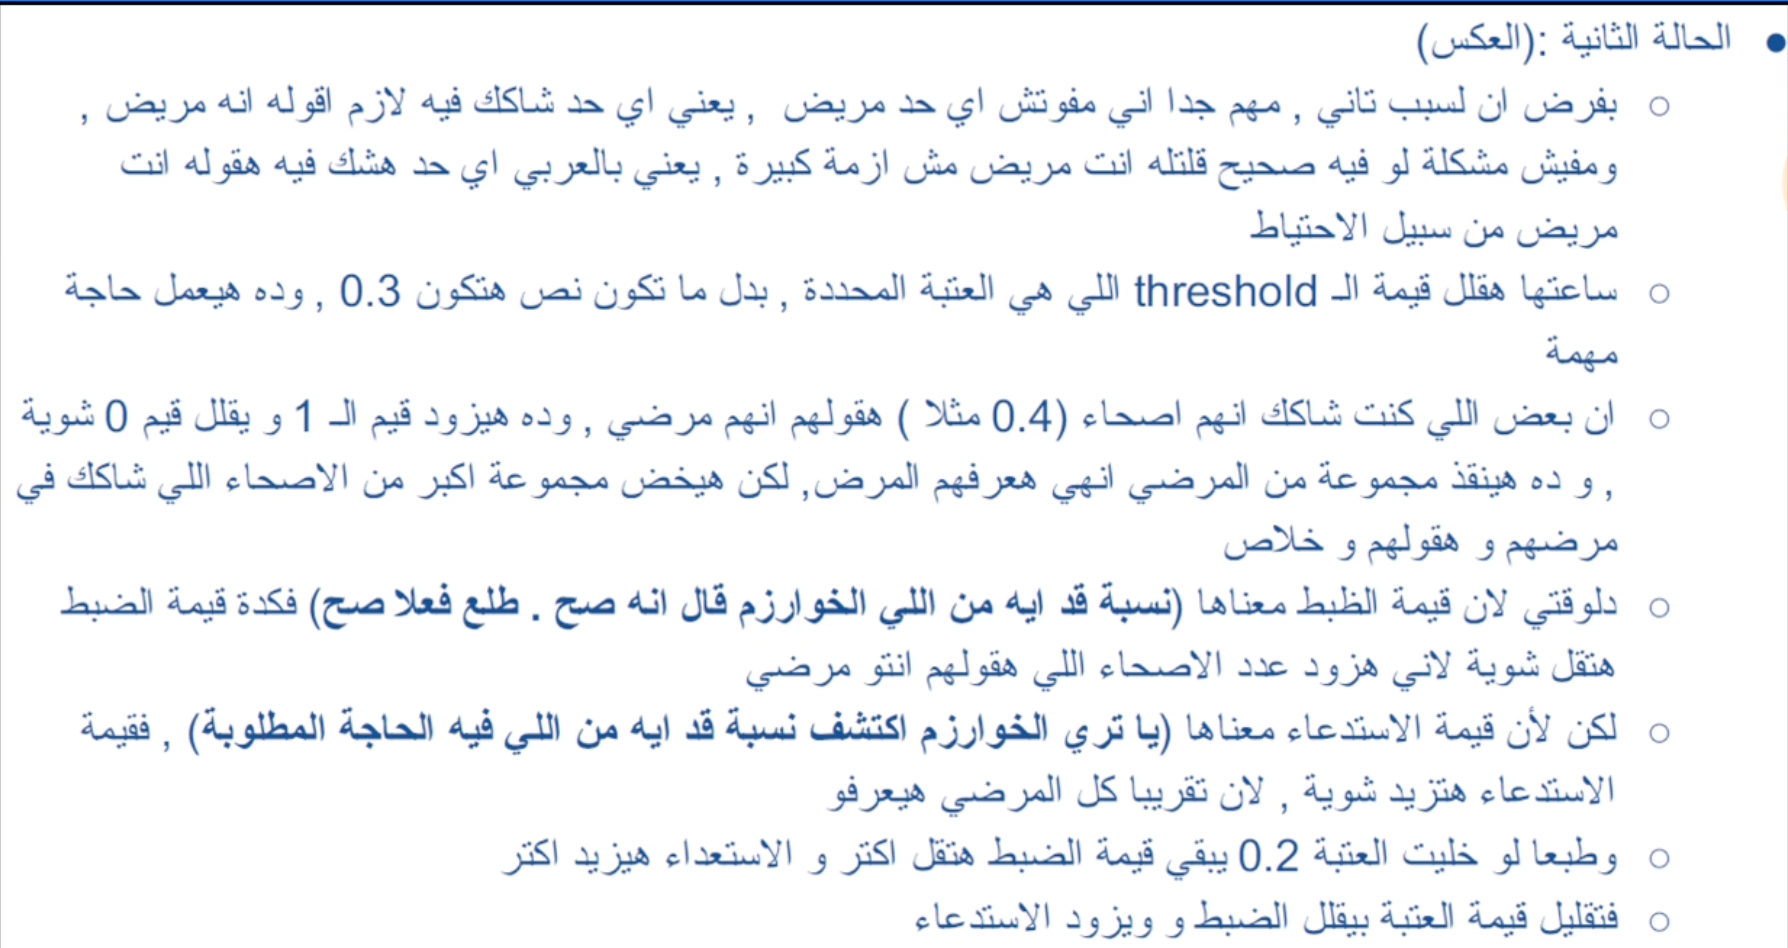 ● الحالة الثانية :(العكس)
○ بفرض ان لسبب تاني , مهم جدا اني مفوتش اي حد مريض , يعني اي حد شاكك فيه لازم اقوله انه مريض ,
ومفيش مشكلة لو فيه صحيح قلتله انت مريض مش ازمة كبيرة , يعني بالعربي اي حد هشك فيه هقوله انت
مريض من سبيل الاحتياط
○ ساعتها هقلل قيمة الـ threshold اللي هي العتبة المحددة , بدل ما تكون نص هتكون 0.3 , وده هيعمل حاجة
مهمة
○ ان بعض اللي كنت شاكك انهم اصحاء (0.4 مثلا ) هقولهم انهم مرضي , وده هيزود قيم الـ 1 و يقلل قيم 0 شوية
, و ده هينقذ مجموعة من المرضي انهي هعرفهم المرض, لكن هيخض مجموعة اكبر من الاصحاء اللي شاكك في
مرضهم و هقولهم و خلاص
○ دلوقتي لان قيمة الظبط معناها (نسبة قد ايه من اللي الخوارزم قال انه صح . طلع فعلا صح) فكدة قيمة الضبط
هتقل شوية لاني هزود عدد الاصحاء اللي هقولهم انتو مرضي
○ لكن لأن قيمة الاستدعاء معناها (يا تري الخوارزم اكتشف نسبة قد ايه من اللي فيه الحاجة المطلوبة) , فقيمة
الاستدعاء هتزيد شوية , لان تقريبا كل المرضي هيعرفو
○ وطبعا لو خليت العتبة 0.2 يبقي قيمة الضبط هتقل اكتر و الاستعداء هيزيد اكتر
○ فتقليل قيمة العتبة بيقلل الضبط و ويزود الاستدعاء